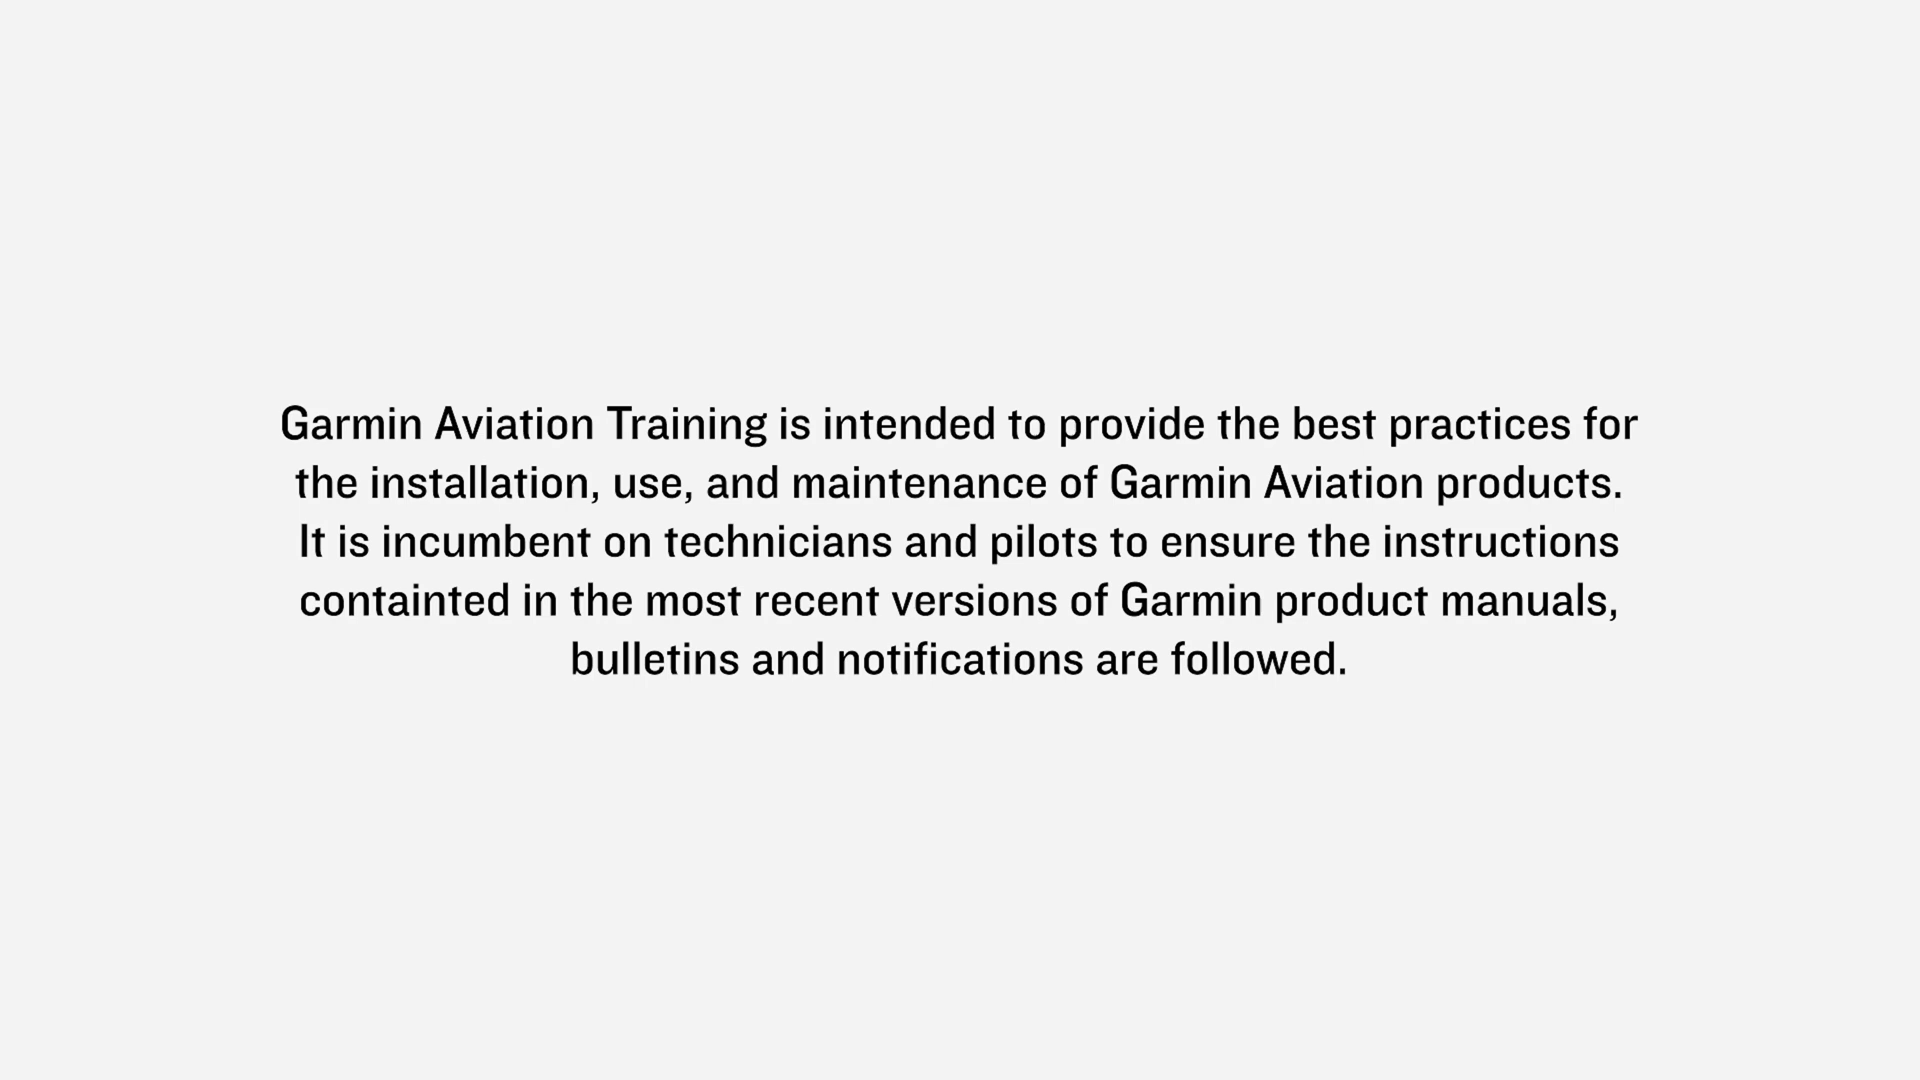 Garmin Aviation Training is intended to provide the best practices for
the installation, use, and maintenance of Garmin Aviation products.
It is incumbent on technicians and pilots to ensure the instructions
containted in the most recent versions of Garmin product manuals,
bulletins and notifications are followed.